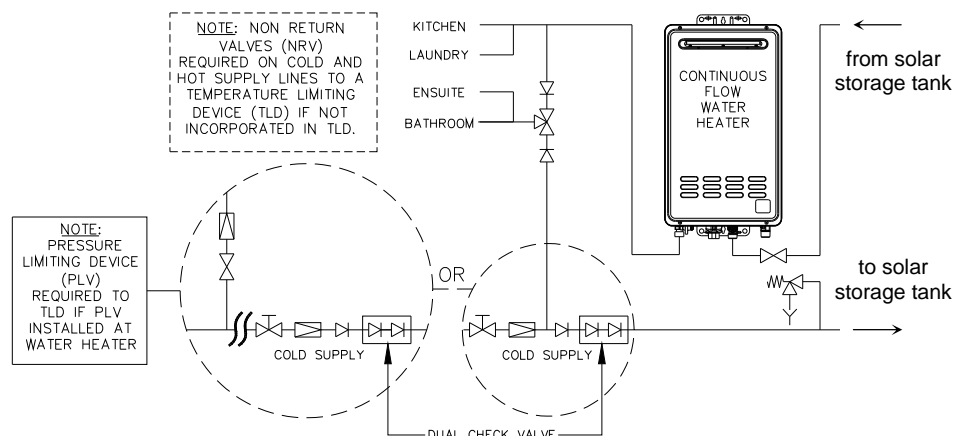 NOTE: NON RETURN
VALVES (NRV)
REQUIRED ON COLD AND
HOT SUPPLY LINES TO A
TEMPERATURE LIMITING
DEVICE (TLD) IF NOT
INCORPORATED IN TLD.
KITCHEN
LAUNDRY
ENSUITE
BATHROOM
CONTINUOUS
FLOW
WATER
HEATER
from solar
storage tank
NOTE:
PRESSURE
LIMITING DEVICE
(PLV)
REQUIRED TO
TLD IF PLV
INSTALLED AT
WATER HEATER
OR
to solar
storage tank
COLD SUPPLY
COLD SUPPLY
DUAL CHECK VALVE